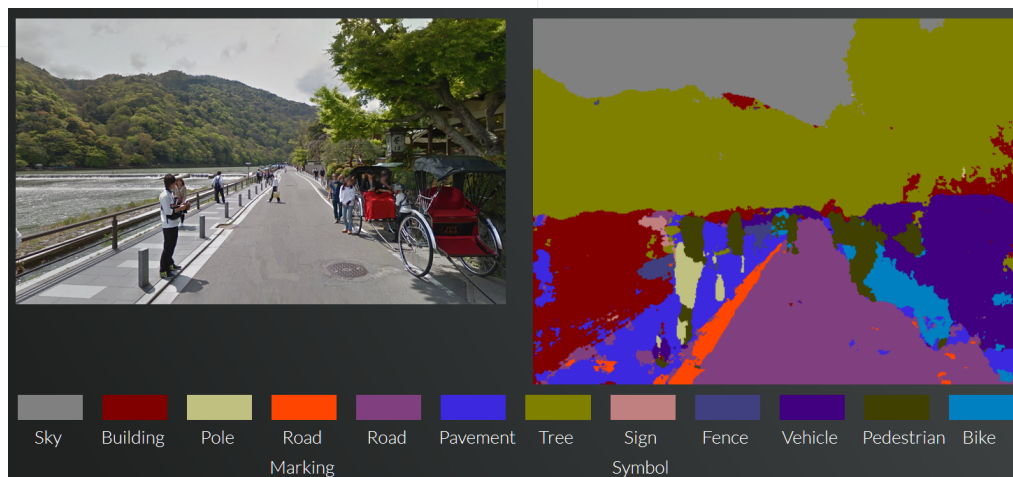 Sky
Building
Pole
Road
Marking
Road
Pavement
Tree
Sign
Symbol
Fence
Vehicle
Pedestrian
Bike